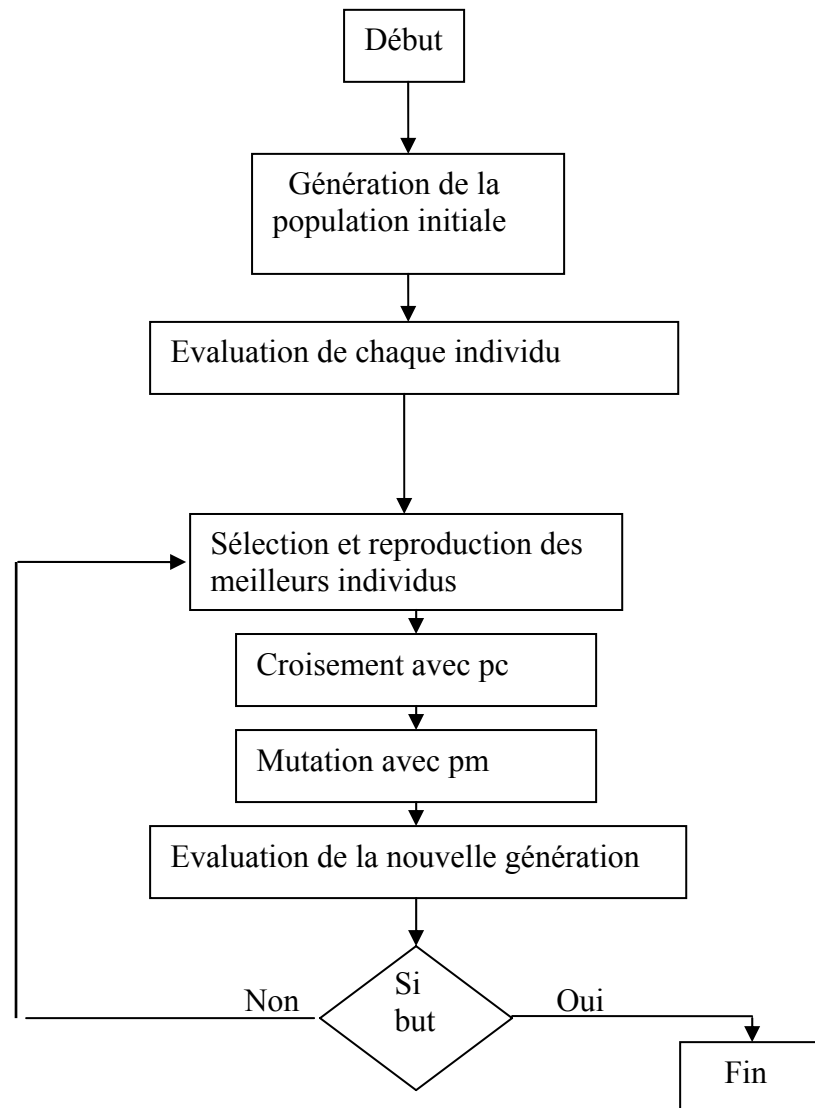 Début
Génération de la
population initiale
Evaluation de chaque individu
Sélection et reproduction des
meilleurs individus
Croisement avec pc
Mutation avec pm
Evaluation de la nouvelle génération
Si
but
Non
Oui
Fin